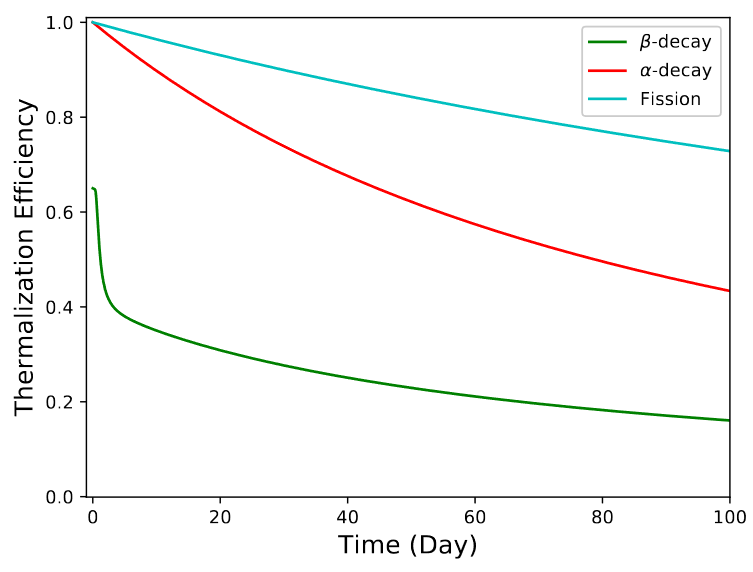 1.0
0.8
0.6
0.4
0.2
0.0
Thermalization Efficiency
β-decay
α-decay
Fission
0 20 40 60 80 100
Time (Day)